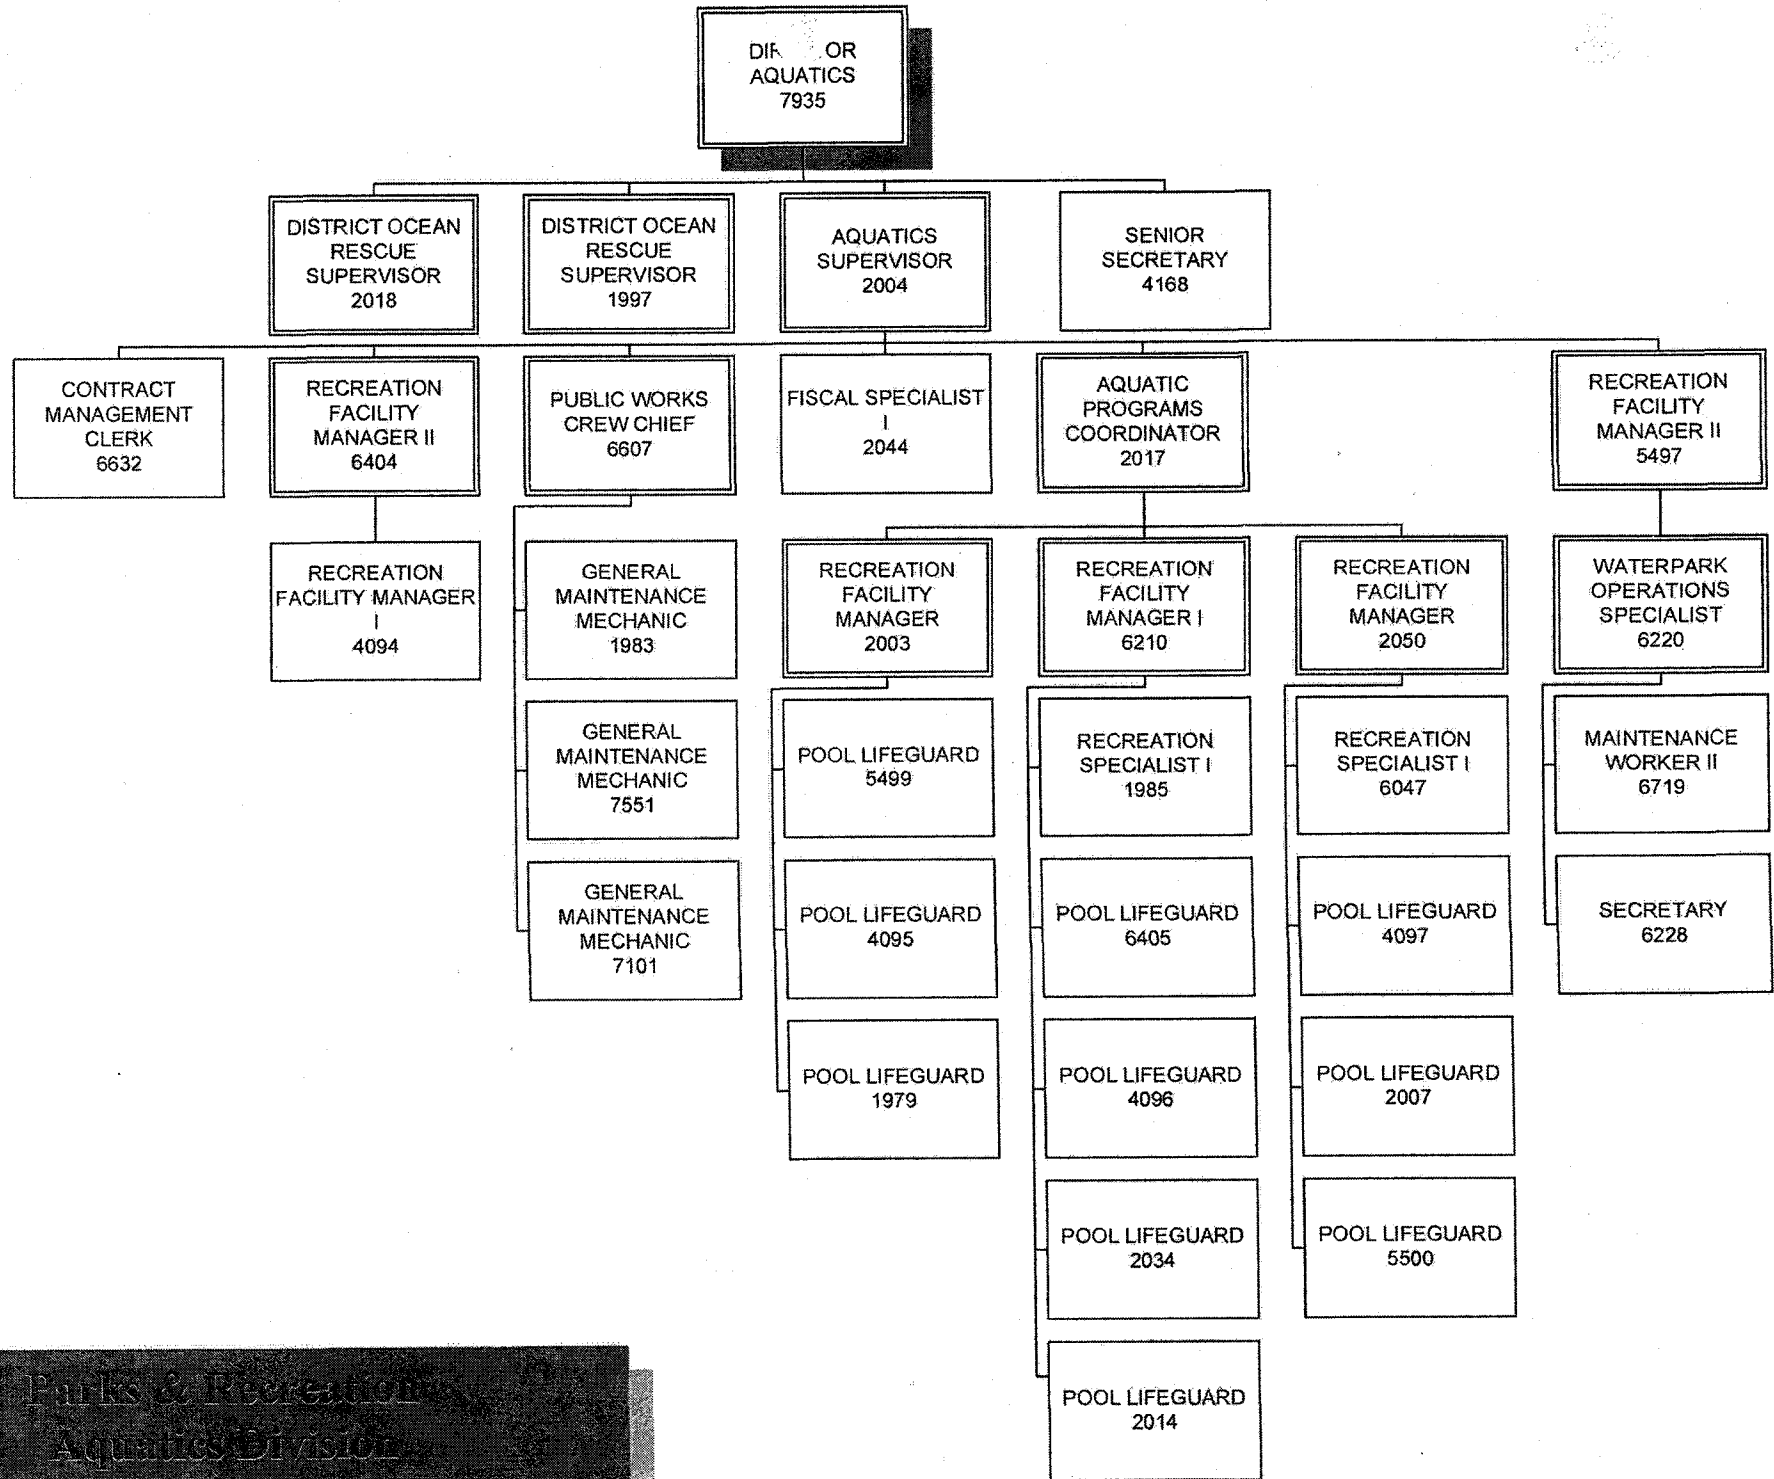 OR
AQUATICS
7935
DISTRICT OCEAN
RESCUE
SUPERVISOR
2018
DISTRICT OCEAN
RESCUE
SUPERVISOR
1997
AQUATICS
SUPERVISOR
2004
SENIOR
SECRETARY
4168
CONTRACT
MANAGEMENT
CLERK
6632
RECREATION
FACILITY
MANAGER II
6404
PUBLIC WORKS
CREW CHIEF
6607
FISCAL SPECIALIST
I
2044
AQUATIC
PROGRAMS
COORDINATOR
2017
RECREATION
FACILITY
MANAGER II
5497
RECREATION
FACILITY MANAGER
I
4094
GENERAL
MAINTENANCE
MECHANIC
1983
RECREATION
FACILITY
MANAGER
2003
RECREATION
FACILITY
MANAGER I
6210
RECREATION
FACILITY
MANAGER
2050
WATERPARK
OPERATIONS
SPECIALIST
6220
GENERAL
MAINTENANCE
MECHANIC
7551
POOL LIFEGUARD
5499
RECREATION
SPECIALIST I
1985
RECREATION
SPECIALIST I
6047
MAINTENANCE
WORKER II
6719
GENERAL
MAINTENANCE
MECHANIC
7101
POOL LIFEGUARD
4095
POOL LIFEGUARD
6405
POOL LIFEGUARD
4097
SECRETARY
6228
POOL LIFEGUARD
1979
POOL LIFEGUARD
4096
POOL LIFEGUARD
2007
POOL LIFEGUARD
2034
POOL LIFEGUARD
5500
POOL LIFEGUARD
2014
Parks & Recreation
Aquatics Division